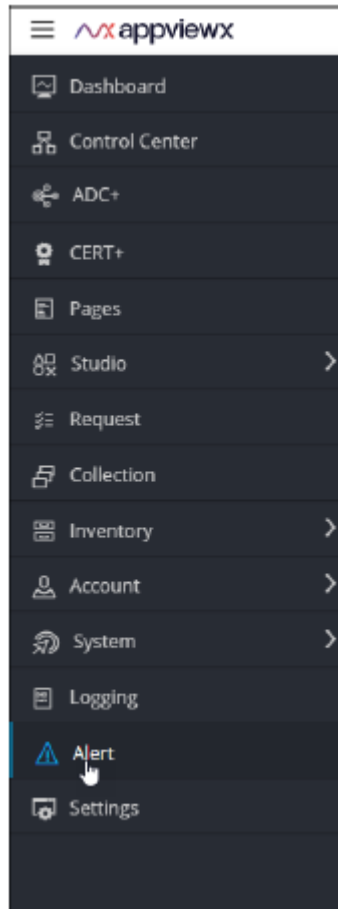 appviewx
Dashboard
Control Center
ADC+
CERT+
Pages
Studio
Request
Collection
Inventory
Account
System
Logging
Alert
Settings